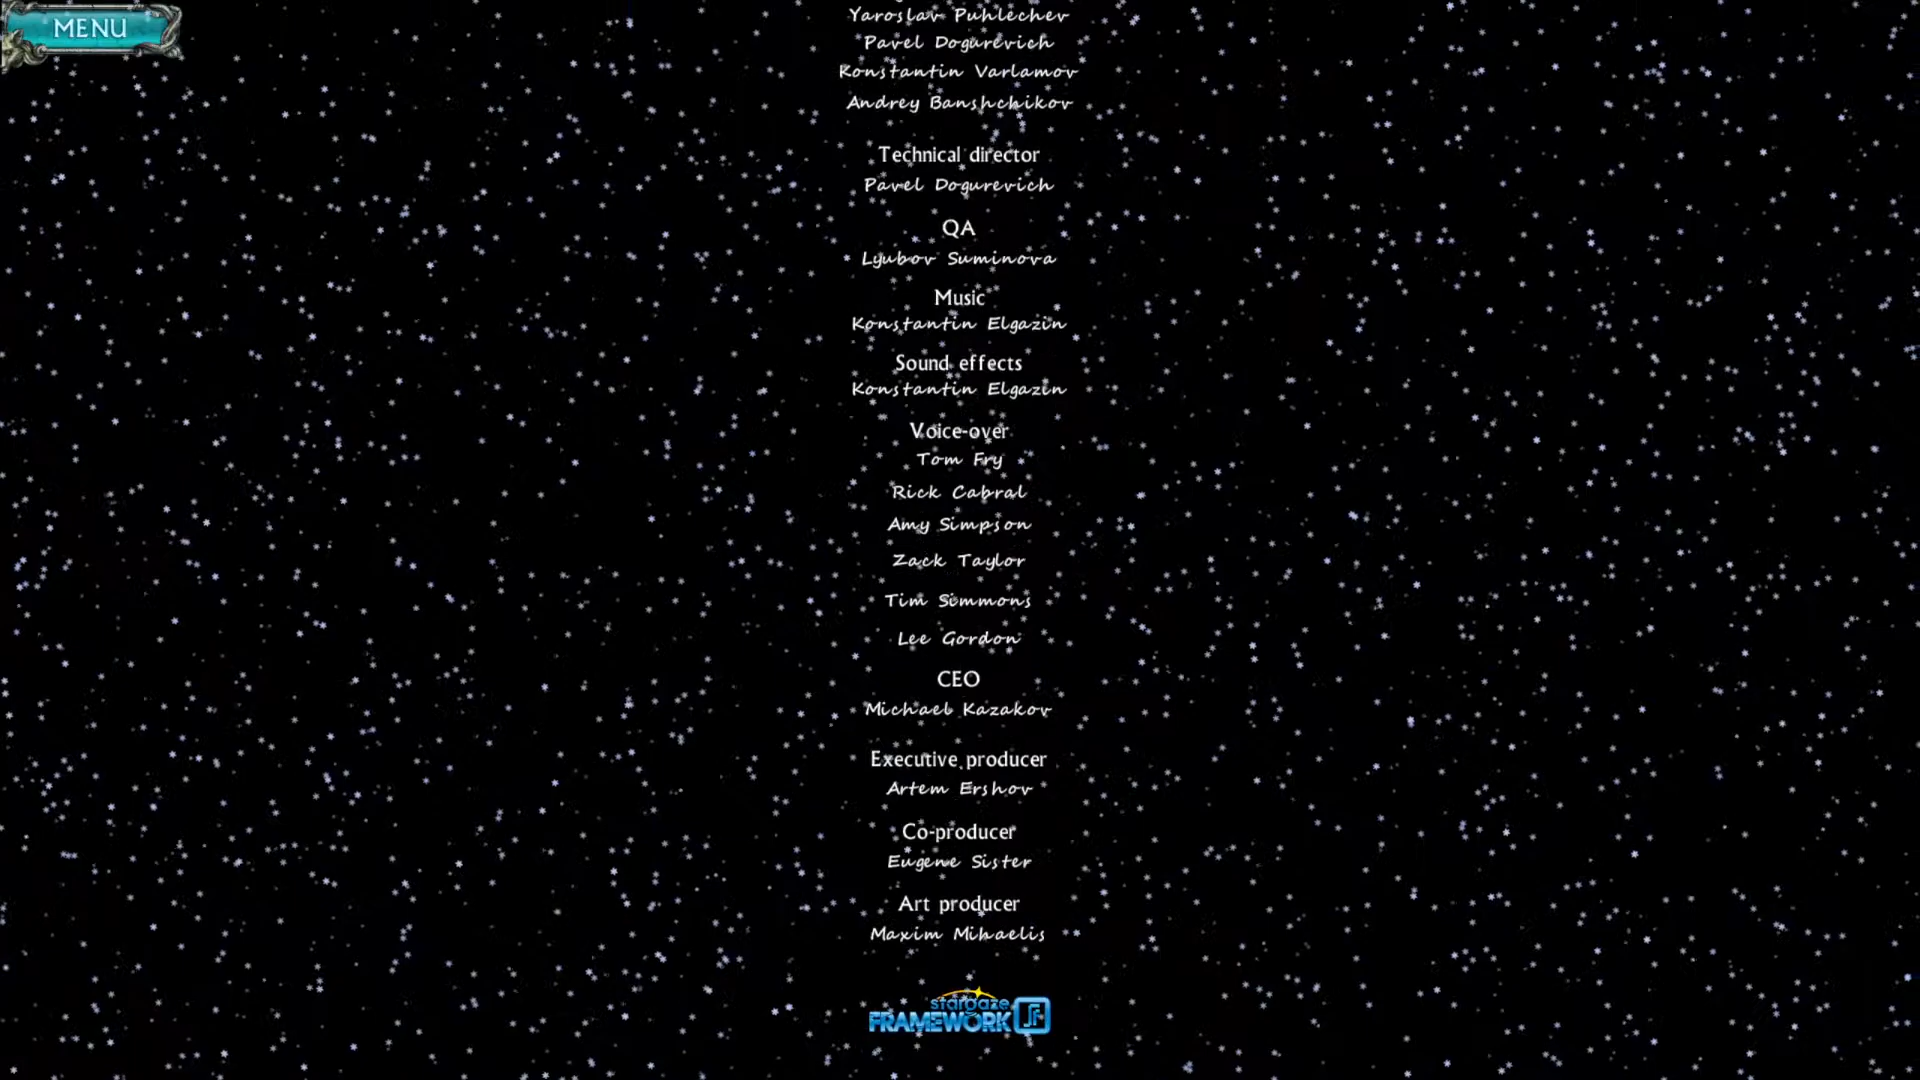 MENU
Yaroslav Puhlechev
Pavel Dogurevich
Konstantin Varlamov
Andrey Banshchikov
Technical director
Pavel Dogurevich
QA
Lyubov Suminova
Music
Konstantin Elgazin
Sound effects
Konstantin Elgazin
Voice-over
Tom Fry
Rick Cabral
Amy Simpson
Zack Taylor
Tim Simmons
Lee Gordon
CEO
Michael Kazakov
Executive producer
Artem Ershov
Co-producer
Eugene Sister
Art producer
Maxim Mihaelis
stargaze
FRAMEWORK